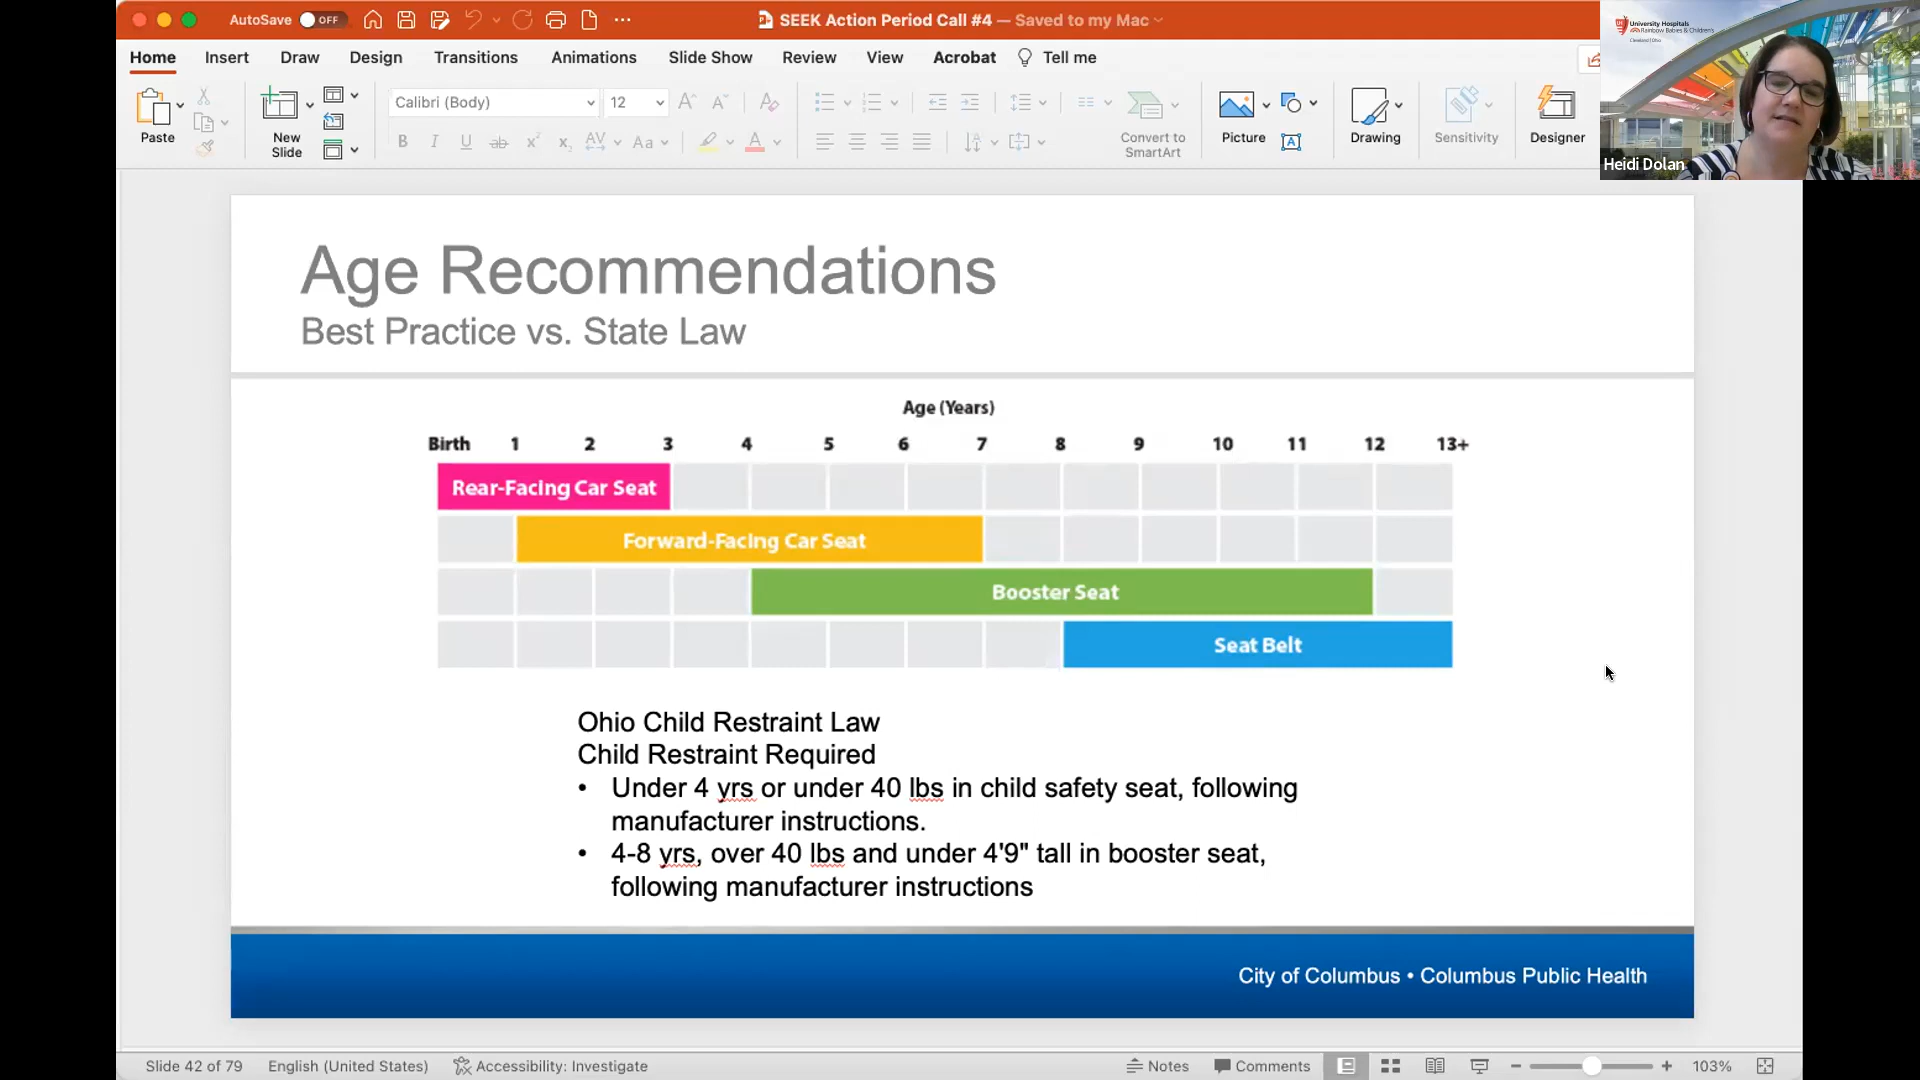 AutoSave OFF
SEEK Action Period Call #4 — Saved to my Mac
Home Insert Draw Design Transitions Animations Slide Show Review View Acrobat Tell me
Paste
New
Slide
Calibri (Body) 12
Convert to
SmartArt
Picture
Drawing
Sensitivity
Designer
University Hospitals
Rainbow Babies & Children's
Heidi Dolan
Age Recommendations
Best Practice vs. State Law
Age (Years)
Birth 1 2 3 4 5 6 7 8 9 10 11 12 13+
Rear-Facing Car Seat
Forward-Facing Car Seat
Booster Seat
Seat Belt
Ohio Child Restraint Law
Child Restraint Required
• Under 4 yrs or under 40 lbs in child safety seat, following
manufacturer instructions.
• 4-8 yrs, over 40 lbs and under 4'9" tall in booster seat,
following manufacturer instructions
City of Columbus • Columbus Public Health
Slide 42 of 79 English (United States) Accessibility: Investigate Notes Comments 103%